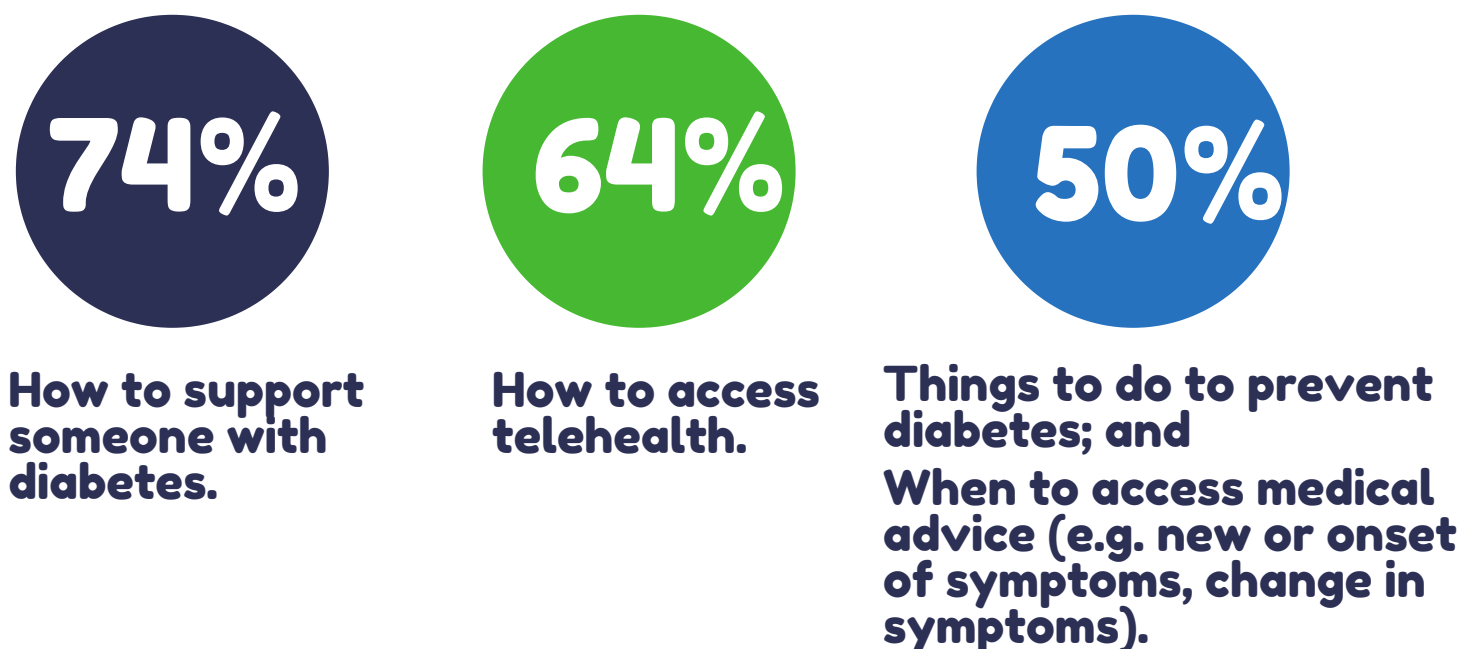 74%
How to support
someone with
diabetes.
64%
How to access
telehealth.
50%
Things to do to prevent
diabetes; and
When to access medical
advice (e.g. new or onset
of symptoms, change in
symptoms).